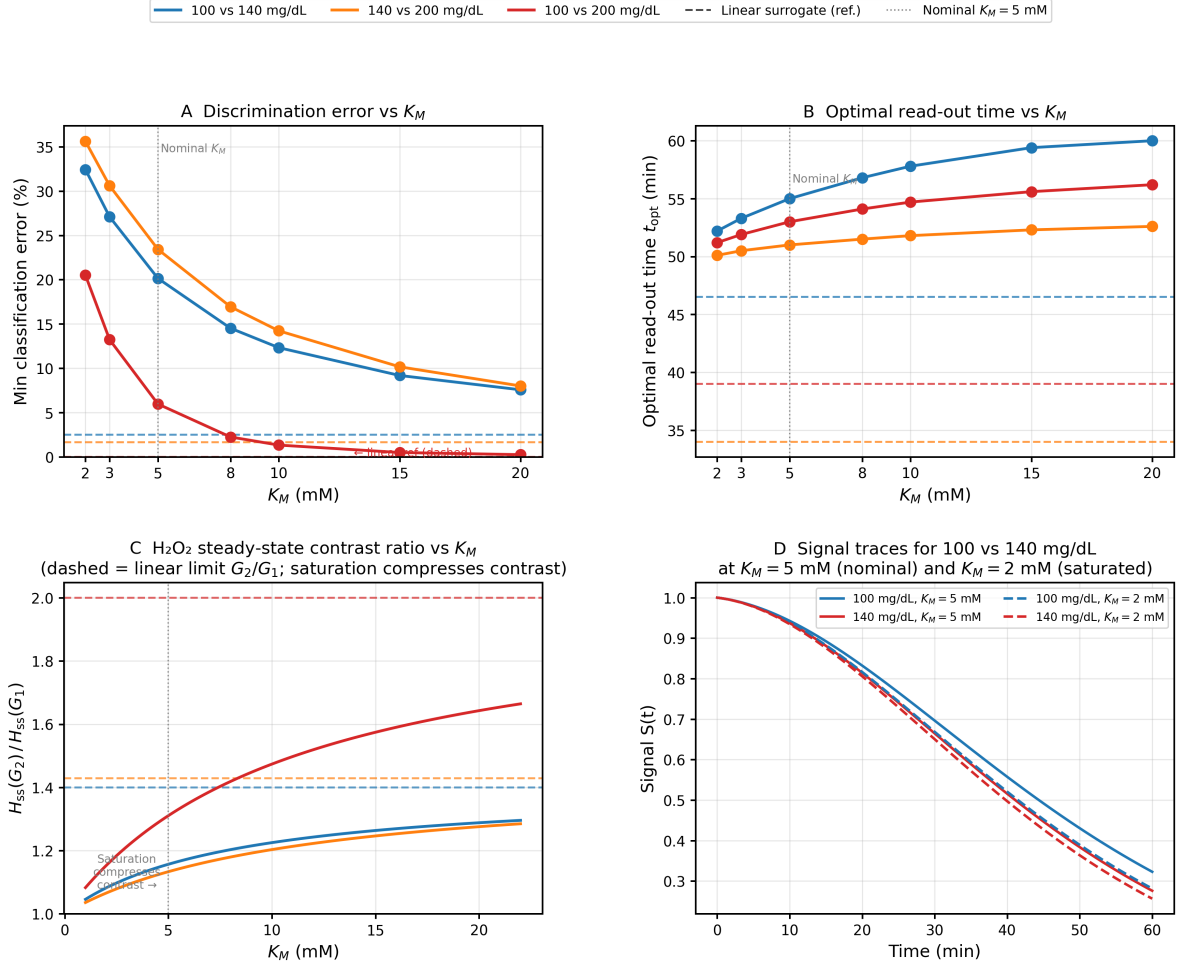 100 vs 140 mg/dL 140 vs 200 mg/dL 100 vs 200 mg/dL Linear surrogate (ref.) Nominal K_M = 5 mM
A Discrimination error vs K_M
Min classification error (%)
35
30
25
20
15
10
5
0
Nominal K_M
← linear ref (dashed)
2 3 5 8 10 15 20
K_M (mM)
B Optimal read-out time vs K_M
Optimal read-out time t_opt (min)
60
55
50
45
40
35
Nominal K_M
2 3 5 8 10 15 20
K_M (mM)
C H₂O₂ steady-state contrast ratio vs K_M
(dashed = linear limit G₂/G₁; saturation compresses contrast)
H_ss(G₂) / H_ss(G₁)
2.0
1.8
1.6
1.4
1.2
1.0
Saturation
compresses
contrast →
0 5 10 15 20
K_M (mM)
D Signal traces for 100 vs 140 mg/dL
at K_M = 5 mM (nominal) and K_M = 2 mM (saturated)
Signal S(t)
1.0
0.9
0.8
0.7
0.6
0.5
0.4
0.3
100 mg/dL, K_M = 5 mM 100 mg/dL, K_M = 2 mM
140 mg/dL, K_M = 5 mM 140 mg/dL, K_M = 2 mM
0 10 20 30 40 50 60
Time (min)